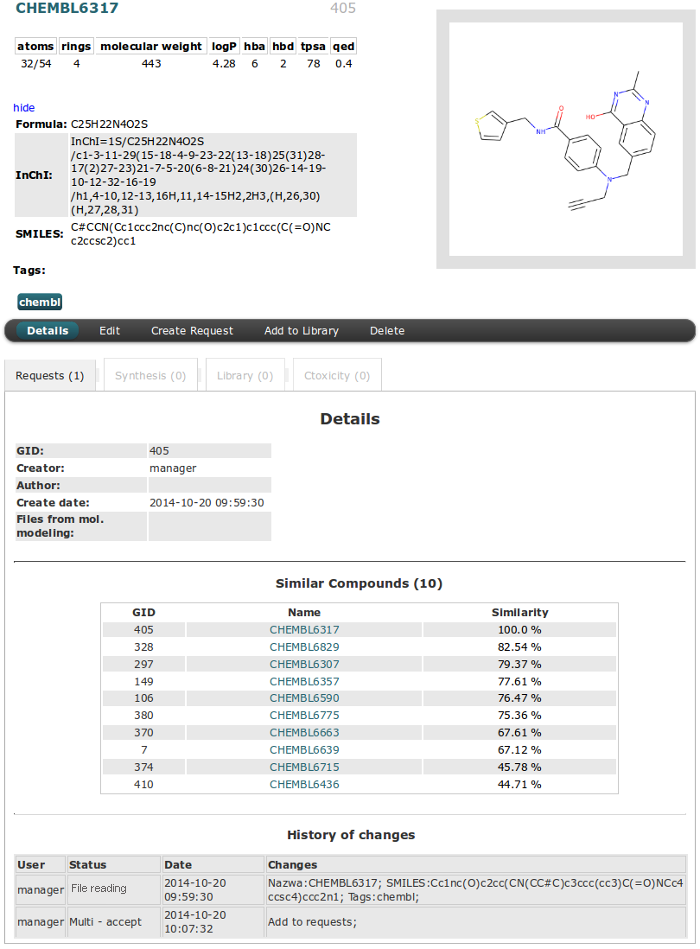 CHEMBL6317 405
atoms rings molecular weight logP hba hbd tpsa qed
32/54 4 443 4.28 6 2 78 0.4
hide
Formula: C25H22N4O2S
InChI: InChI=1S/C25H22N4O2S
/c1-3-11-29(15-18-4-9-23-22(13-18)25(31)28-
17(2)27-23)21-7-5-20(6-8-21)24(30)26-14-19-
10-12-32-16-19
/h1,4-10,12-13,16H,11,14-15H2,2H3,(H,26,30)
(H,27,28,31)
SMILES: C#CCN(Cc1ccc2nc(C)nc(O)c2c1)c1ccc(C(=O)NC
c2ccsc2)cc1
S NH O HO N N N
Tags:
chembl
Details Edit Create Request Add to Library Delete
Requests (1) Synthesis (0) Library (0) Ctoxicity (0)
Details
GID: 405
Creator: manager
Author:
Create date: 2014-10-20 09:59:30
Files from mol.
modeling:
Similar Compounds (10)
GID Name Similarity
405 CHEMBL6317 100.0 %
328 CHEMBL6829 82.54 %
297 CHEMBL6307 79.37 %
149 CHEMBL6357 77.61 %
106 CHEMBL6590 76.47 %
380 CHEMBL6775 75.36 %
370 CHEMBL6663 67.61 %
7 CHEMBL6639 67.12 %
374 CHEMBL6715 45.78 %
410 CHEMBL6436 44.71 %
History of changes
User Status Date Changes
manager File reading 2014-10-20
09:59:30 Nazwa:CHEMBL6317; SMILES:Cc1nc(O)c2cc(CN(CC#C)c3ccc(cc3)C(=O)NCc4
ccsc4)ccc2n1; Tags:chembl;
manager Multi - accept 2014-10-20
10:07:32 Add to requests;